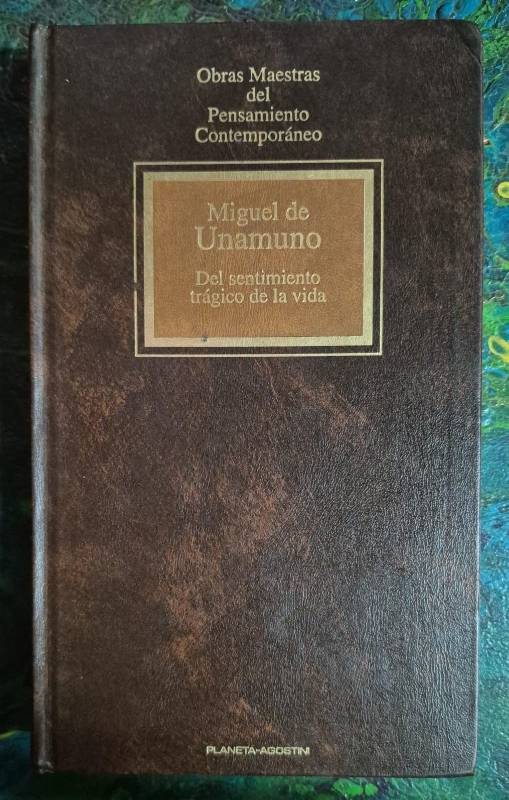 Obras Maestras
del
Pensamiento
Contemporáneo
Miguel de
Unamuno
Del sentimiento
trágico de la vida
PLANETA-AGOSTINI